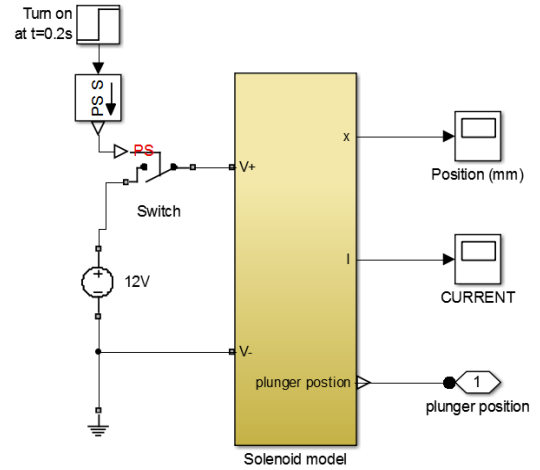 Turn on
at t=0.2s
PS S
PS
Switch
V+
x
Position (mm)
12V
I
CURRENT
V-
plunger postion
1
plunger position
Solenoid model